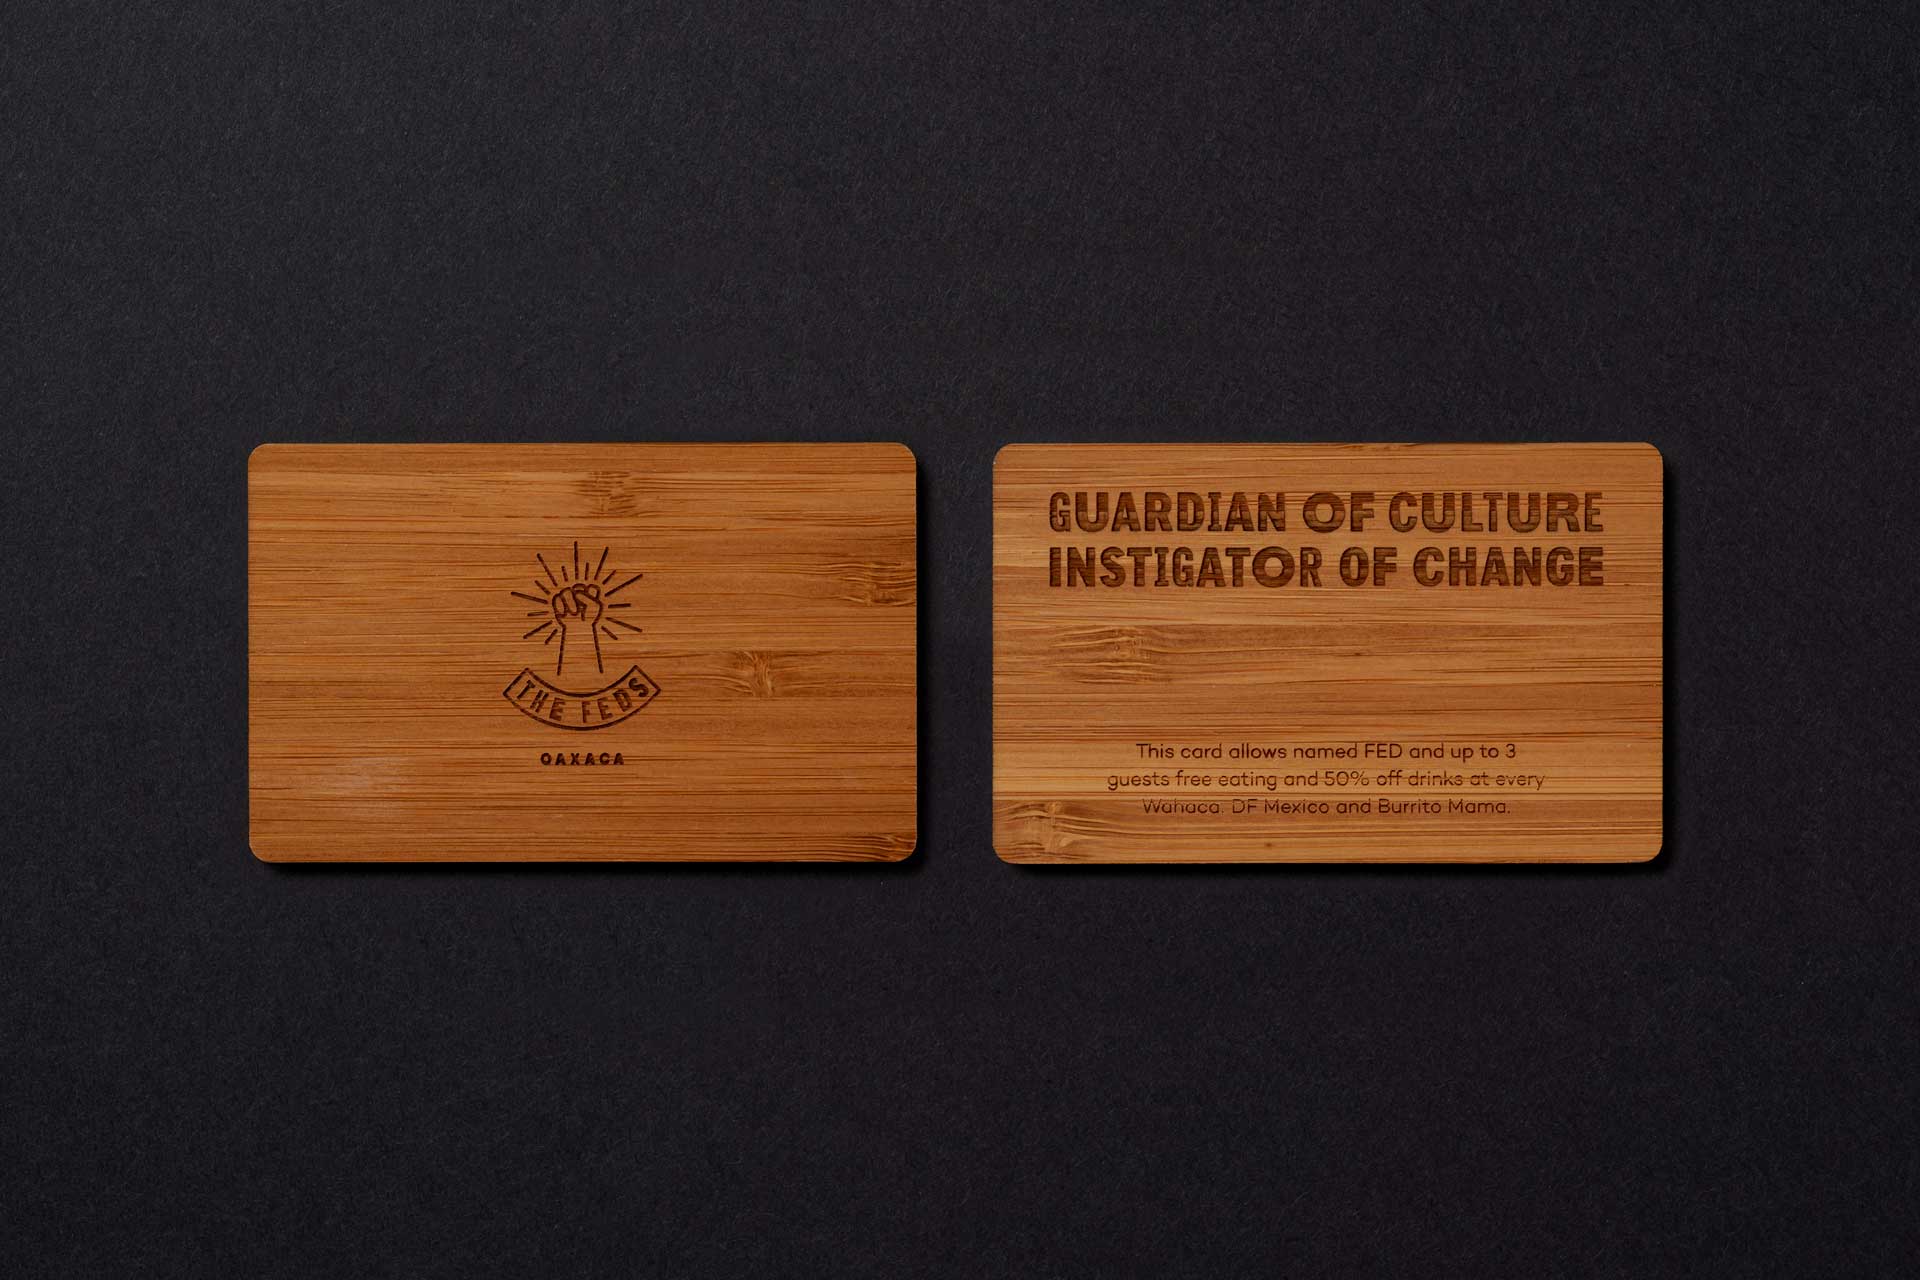 THE FEDS
OAXACA
GUARDIAN OF CULTURE
INSTIGATOR OF CHANGE
This card allows named FED and up to 3
guests free eating and 50% off drinks at every
Wahaca, DF Mexico and Burrito Mama.